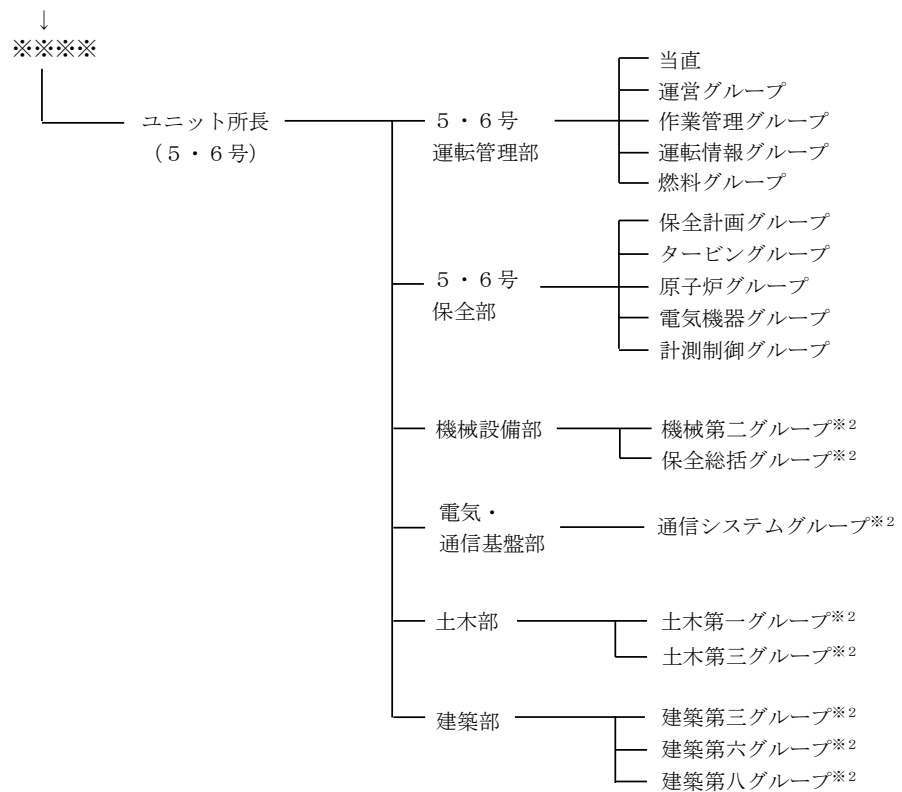 ↓
※※※※
ユニット所長
(5・6号)
5・6号
運転管理部
当直
運営グループ
作業管理グループ
運転情報グループ
燃料グループ
5・6号
保全部
保全計画グループ
タービングループ
原子炉グループ
電気機器グループ
計測制御グループ
機械設備部
機械第二グループ※2
保全総括グループ※2
電気・
通信基盤部
通信システムグループ※2
土木部
土木第一グループ※2
土木第三グループ※2
建築部
建築第三グループ※2
建築第六グループ※2
建築第八グループ※2